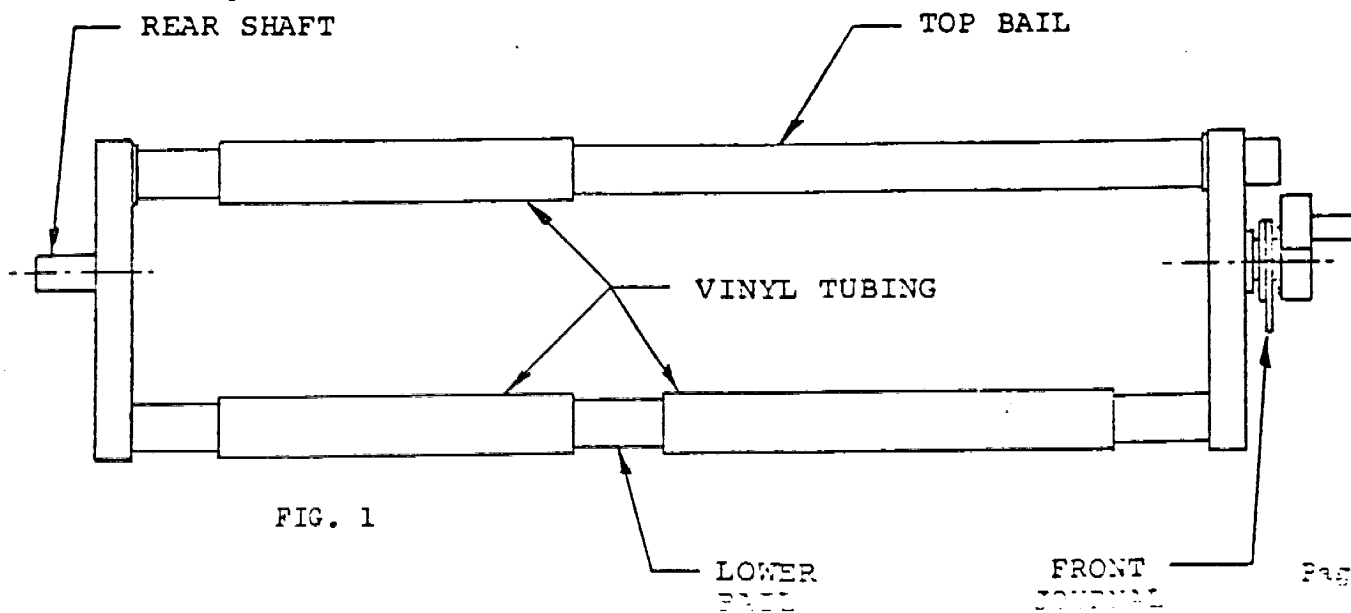 REAR SHAFT
TOP BAIL
VINYL TUBING
FIG. 1
LOWER
FRONT